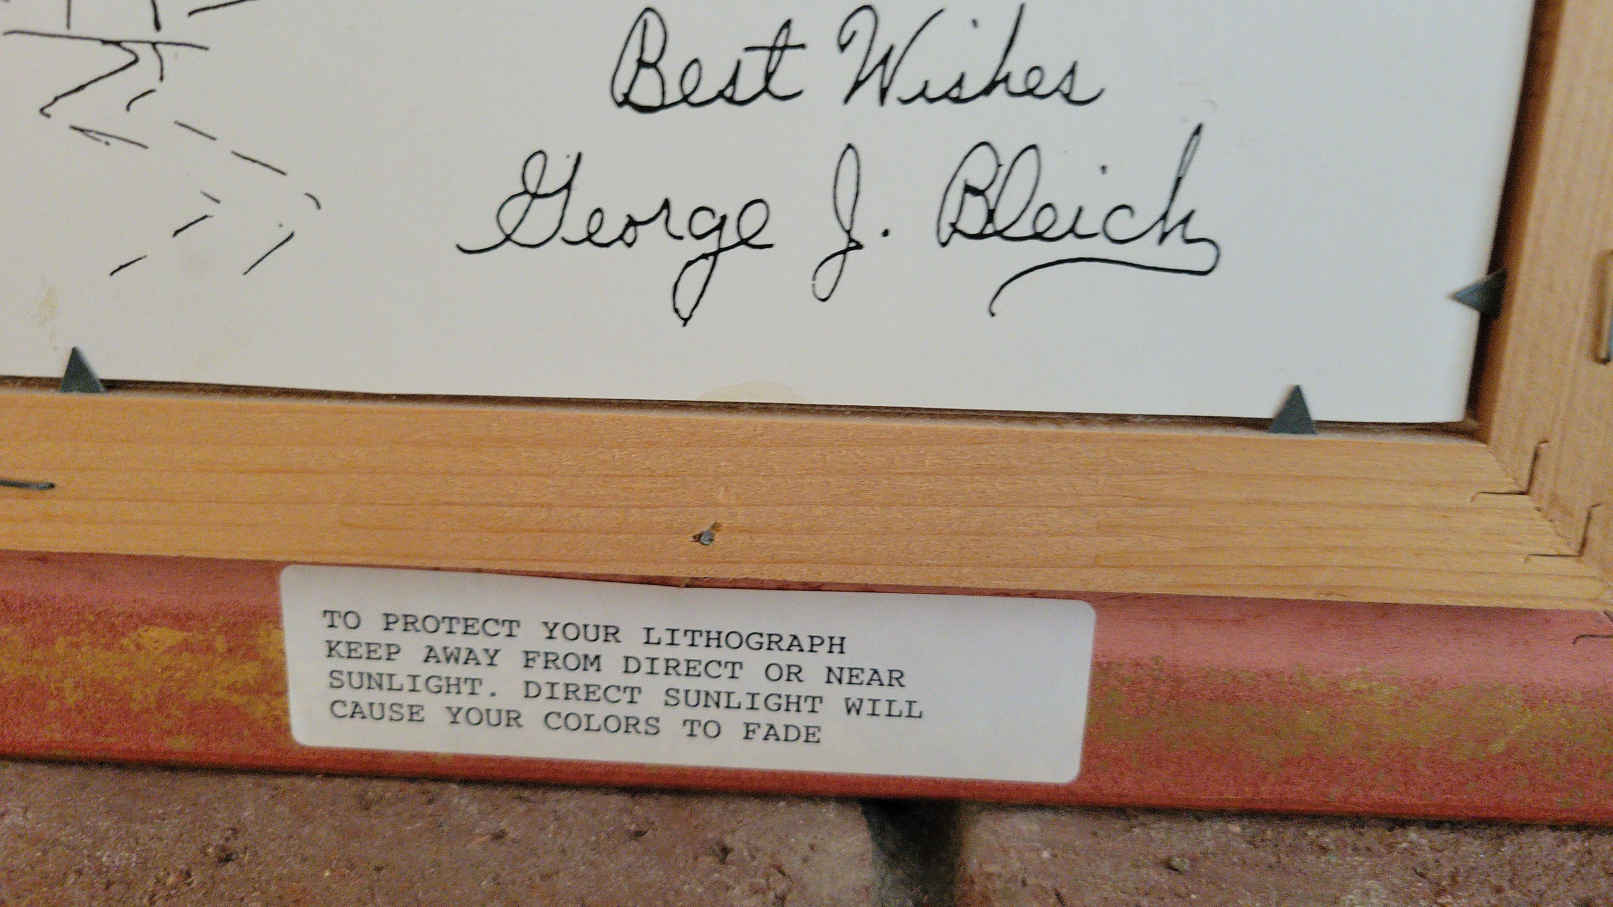 Best Wishes
George J. Bleich
TO PROTECT YOUR LITHOGRAPH
KEEP AWAY FROM DIRECT OR NEAR
SUNLIGHT. DIRECT SUNLIGHT WILL
CAUSE YOUR COLORS TO FADE